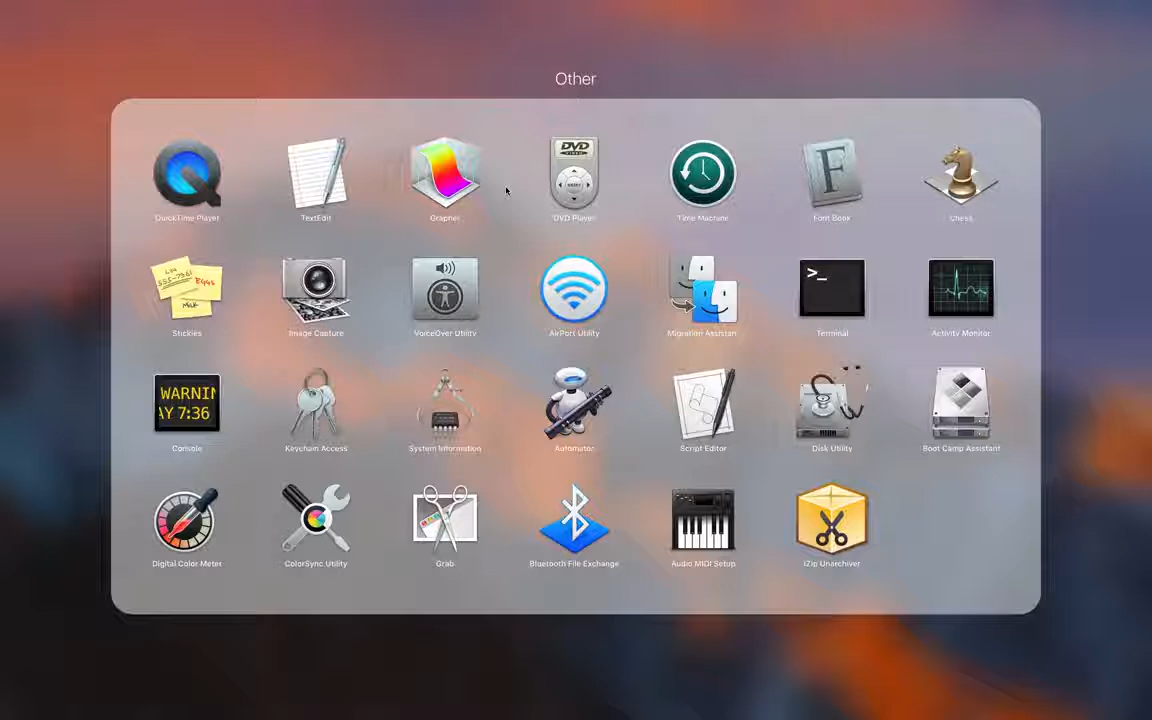 Other
QuickTime Player
TextEdit
Grapher
DVD Player
Time Machine
Font Book
Chess
Stickies
Image Capture
VoiceOver Utility
AirPort Utility
Migration Assistant
Terminal
Activity Monitor
WARNIN
AY 7:36
Console
Keychain Access
System Information
Automator
Script Editor
Disk Utility
Boot Camp Assistant
Digital Color Meter
ColorSync Utility
Grab
Bluetooth File Exchange
Audio MIDI Setup
iZip Unarchiver